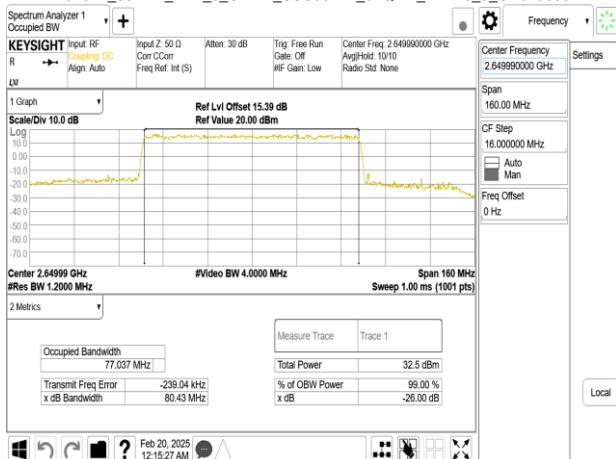 Spectrum Analyzer 1
Occupied BW
Frequency
KEYSIGHT
R
LXI
Input: RF
Coupling: DC
Align: Auto
Input Z: 50 Ω
Corr CCorr
Freq Ref: Int (S)
Atten: 30 dB
Trig: Free Run
Gate: Off
#IF Gain: Low
Center Freq: 2.649990000 GHz
Avg|Hold: 10/10
Radio Std: None
Center Frequency
2.649990000 GHz
Settings
Span
160.00 MHz
CF Step
16.000000 MHz
Auto
Man
Freq Offset
0 Hz
Local
1 Graph
Scale/Div 10.0 dB
Ref Lvl Offset 15.39 dB
Ref Value 20.00 dBm
Log
10.0
0.00
-10.0
-20.0
-30.0
-40.0
-50.0
-60.0
-70.0
Center 2.64999 GHz
#Video BW 4.0000 MHz
Span 160 MHz
#Res BW 1.2000 MHz
Sweep 1.00 ms (1001 pts)
2 Metrics
Measure Trace Trace 1
Occupied Bandwidth
77.037 MHz
Total Power 32.5 dBm
Transmit Freq Error -239.04 kHz
% of OBW Power 99.00 %
x dB Bandwidth 80.43 MHz
x dB -26.00 dB
Feb 20, 2025
12:15:27 AM